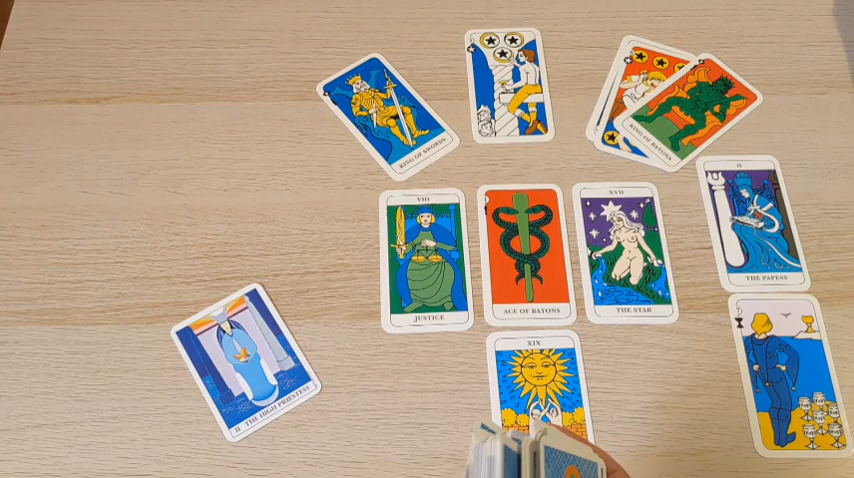 KING OF SWORDS
KING OF BATONS
VIII
JUSTICE
ACE OF BATONS
XVII
THE STAR
II
THE PAPESS
XIX
II THE HIGH PRIESTESS